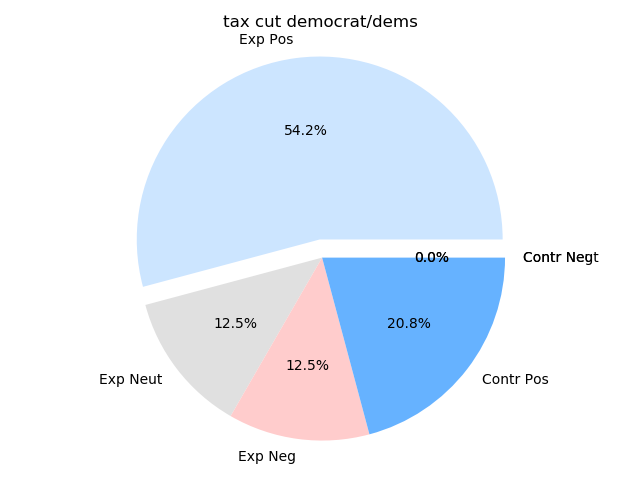 tax cut democrat/dems
Exp Pos
54.2%
0.0%
Contr Negt
12.5%
20.8%
12.5%
Exp Neut
Contr Pos
Exp Neg